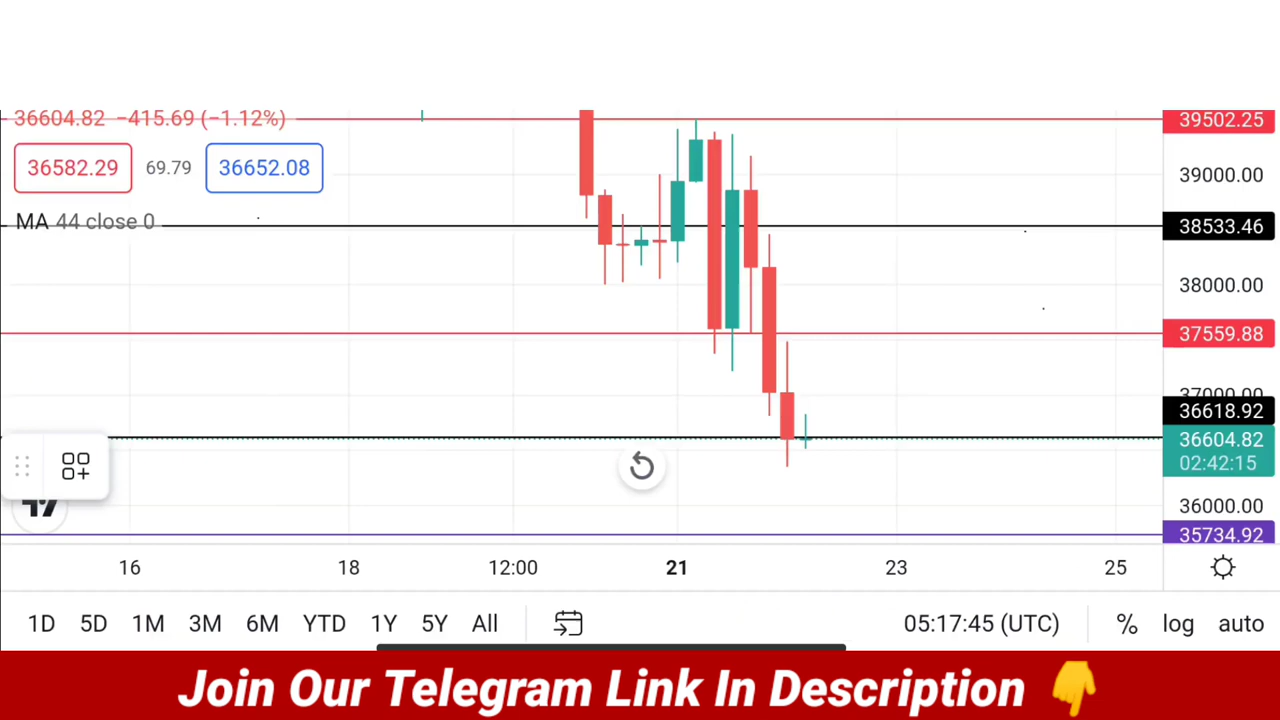 36604.82 −415.69 (−1.12%)
36582.29 69.79 36652.08
MA 44 close 0
39502.25
39000.00
38533.46
38000.00
37559.88
37000.00
36618.92
36604.82
02:42:15
36000.00
35734.92
16 18 12:00 21 23 25
1D 5D 1M 3M 6M YTD 1Y 5Y All 05:17:45 (UTC) % log auto
Join Our Telegram Link In Description